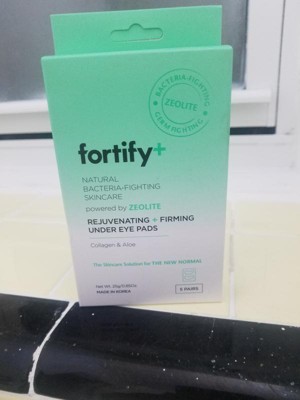 BACTERIA-FIGHTING
ZEOLITE
GERM FIGHTING
fortify+
NATURAL
BACTERIA-FIGHTING
SKINCARE
powered by ZEOLITE
REJUVENATING + FIRMING
UNDER EYE PADS
Collagen & Aloe
The Skincare Solution for THE NEW NORMAL
MADE IN KOREA
5 PAIRS